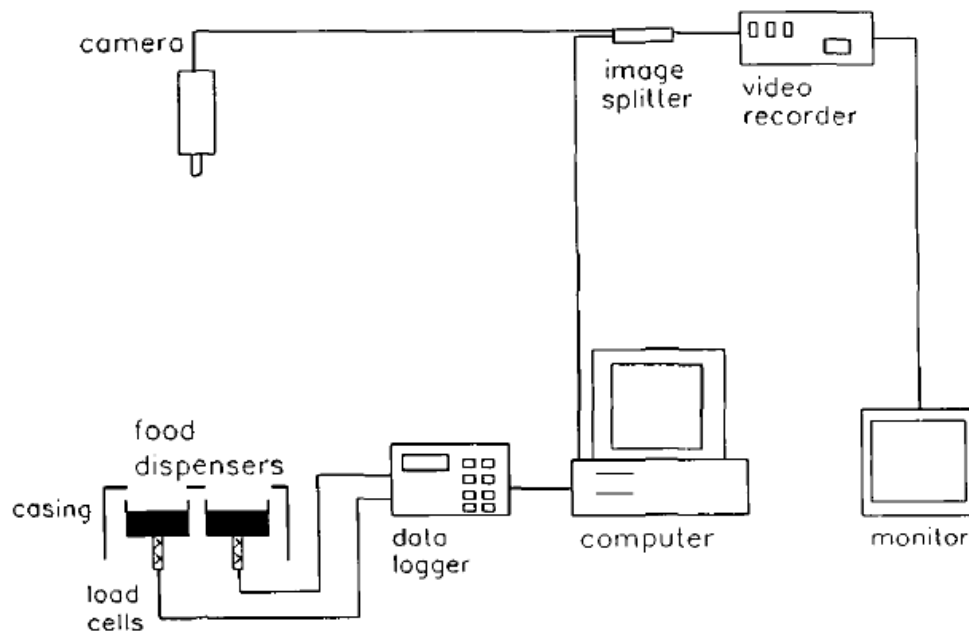 camera
image
splitter
video
recorder
food
dispensers
casing
load
cells
data
logger
computer
monitor